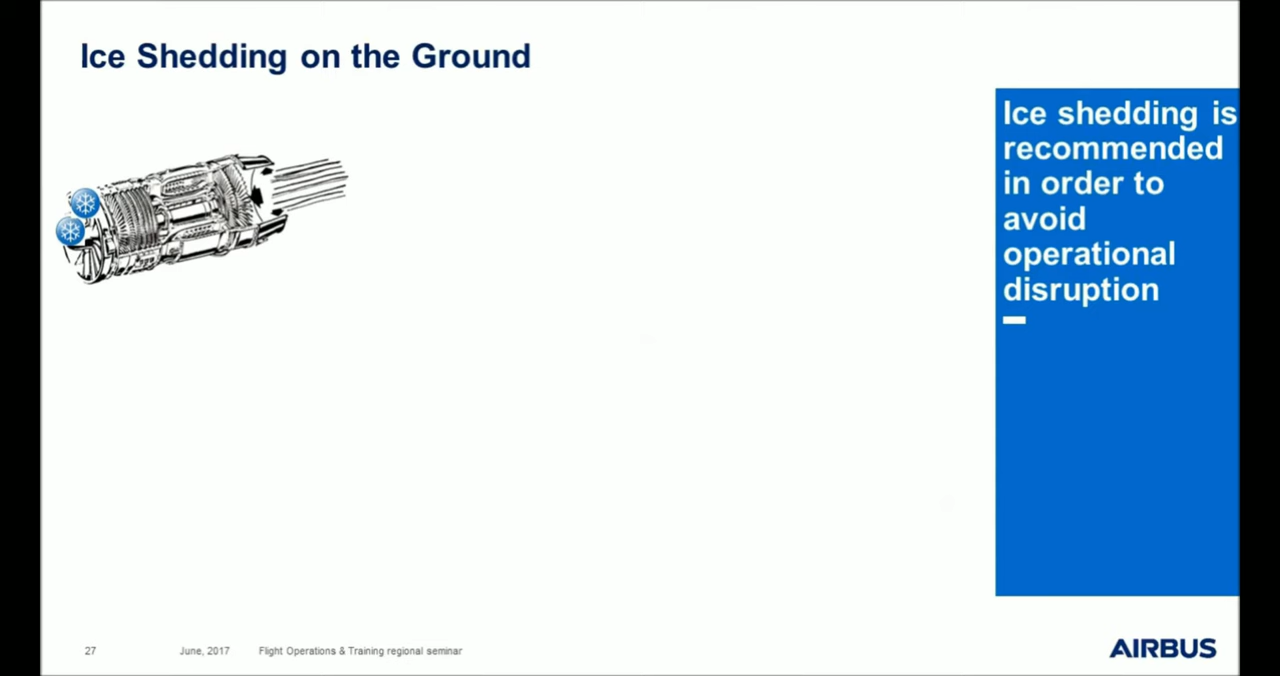 Ice Shedding on the Ground
Ice shedding is
recommended
in order to
avoid
operational
disruption
27 June, 2017 Flight Operations & Training regional seminar
AIRBUS